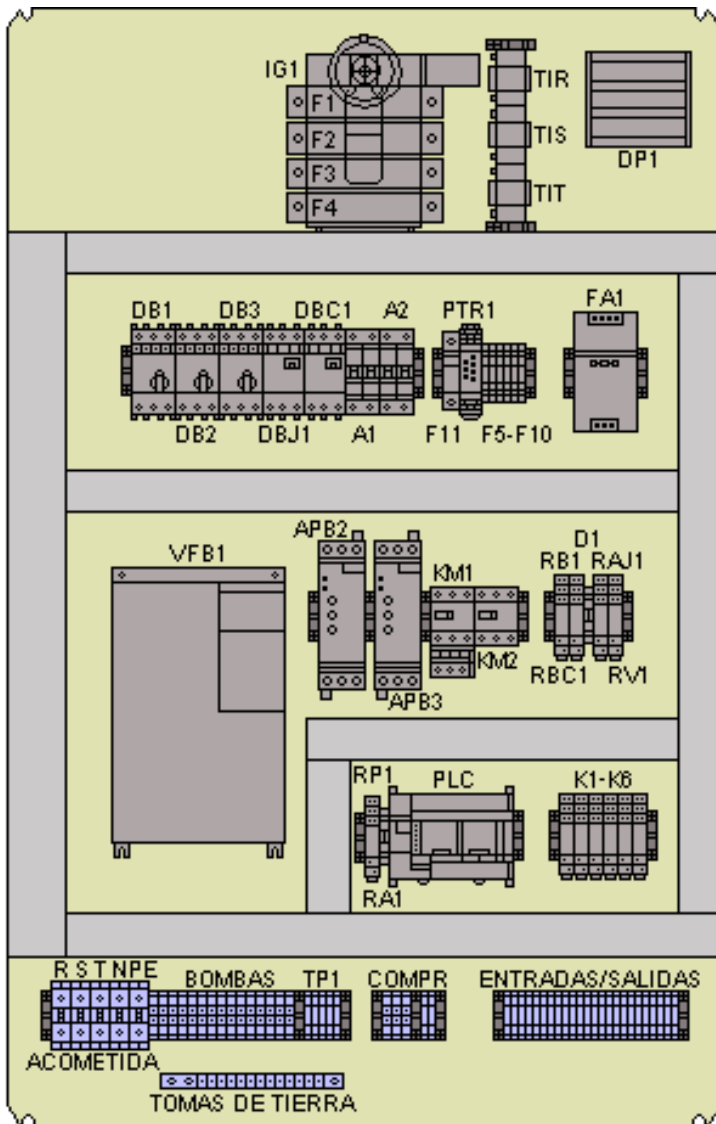 IG1
F1
F2
F3
F4
TIR
TIS
TIT
DP1
DB1 DB3 DBC1 A2 PTR1 FA1
DB2 DBJ1 A1 F11 F5-F10
VFB1
APB2
APB3
KM1
KM2
D1
RB1 RAJ1
RBC1 RV1
RP1 PLC K1-K6
RA1
R S T N PE
BOMBAS TP1 COMPR ENTRADAS/SALIDAS
ACOMETIDA
TOMAS DE TIERRA